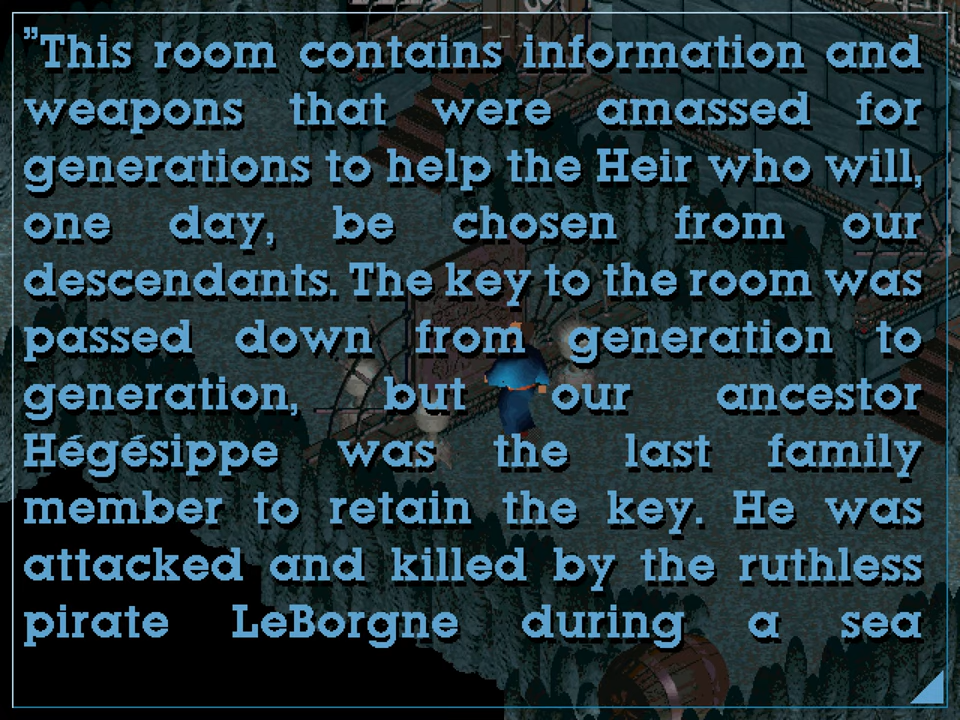 "This room contains information and
weapons that were amassed for
generations to help the Heir who will,
one day, be chosen from our
descendants. The key to the room was
passed down from generation to
generation, but our ancestor
Hégésippe was the last family
member to retain the key. He was
attacked and killed by the ruthless
pirate LeBorgne during a sea